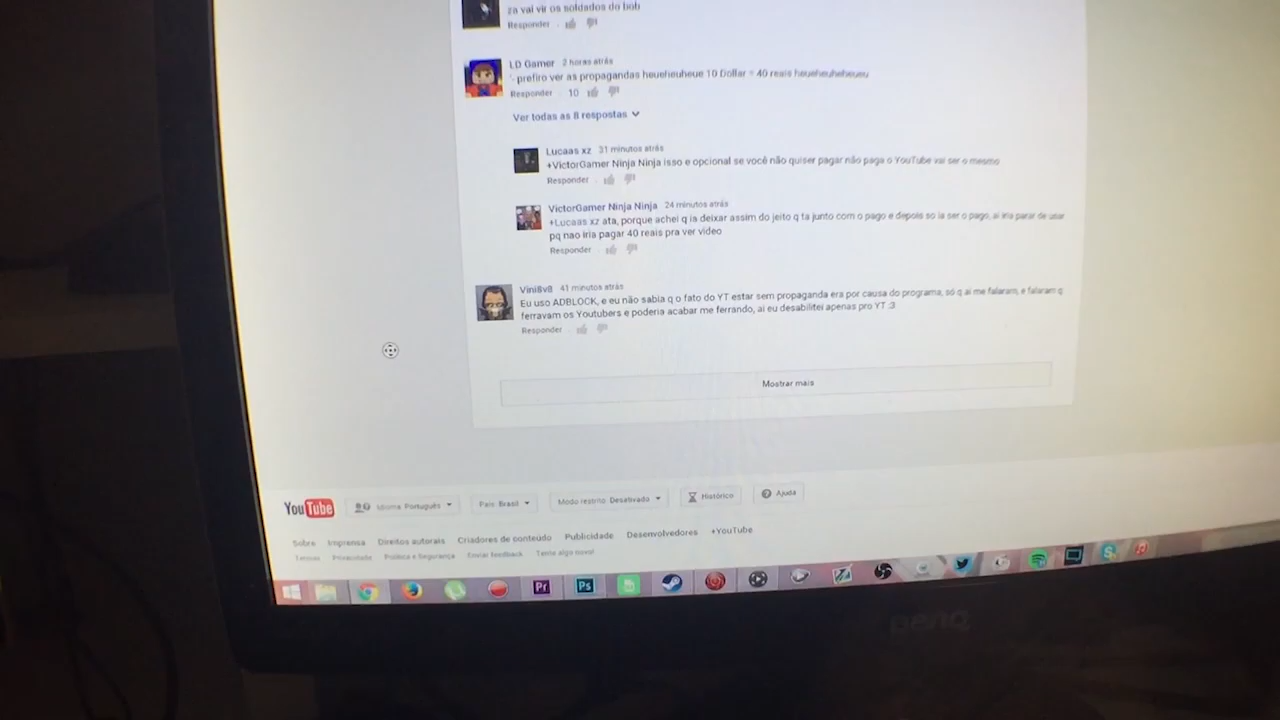 za vai vir os soldados do bob
Responder
LD Gamer 2 horas atrás
'- prefiro ver as propagandas heueheuheue 10 Dollar = 40 reais heueheuheheueu
Responder 10
Ver todas as 8 respostas
Lucaas xz 31 minutos atrás
+VictorGamer Ninja Ninja isso e opcional se você não quiser pagar não paga o YouTube vai ser o mesmo
Responder
VictorGamer Ninja Ninja 24 minutos atrás
+Lucaas xz ata, porque achei q ia deixar assim do jeito q ta junto com o pago e depois so ia ser o pago, ai iria parar de usar
pq nao iria pagar 40 reais pra ver video
Responder
Vini8v8 41 minutos atrás
Eu uso ADBLOCK, e eu não sabia q o fato do YT estar sem propaganda era por causa do programa, só q ai me falaram, e falaram q
ferravam os Youtubers e poderia acabar me ferrando, ai eu desabilitei apenas pro YT :3
Responder
Mostrar mais
YouTube Idioma: Português País: Brasil Modo restrito: Desativado Histórico Ajuda
Sobre Imprensa Direitos autorais Criadores de conteúdo Publicidade Desenvolvedores +YouTube
Termos Privacidade Política e Segurança Enviar feedback Tente algo novo!
Pr Ps
BenQ